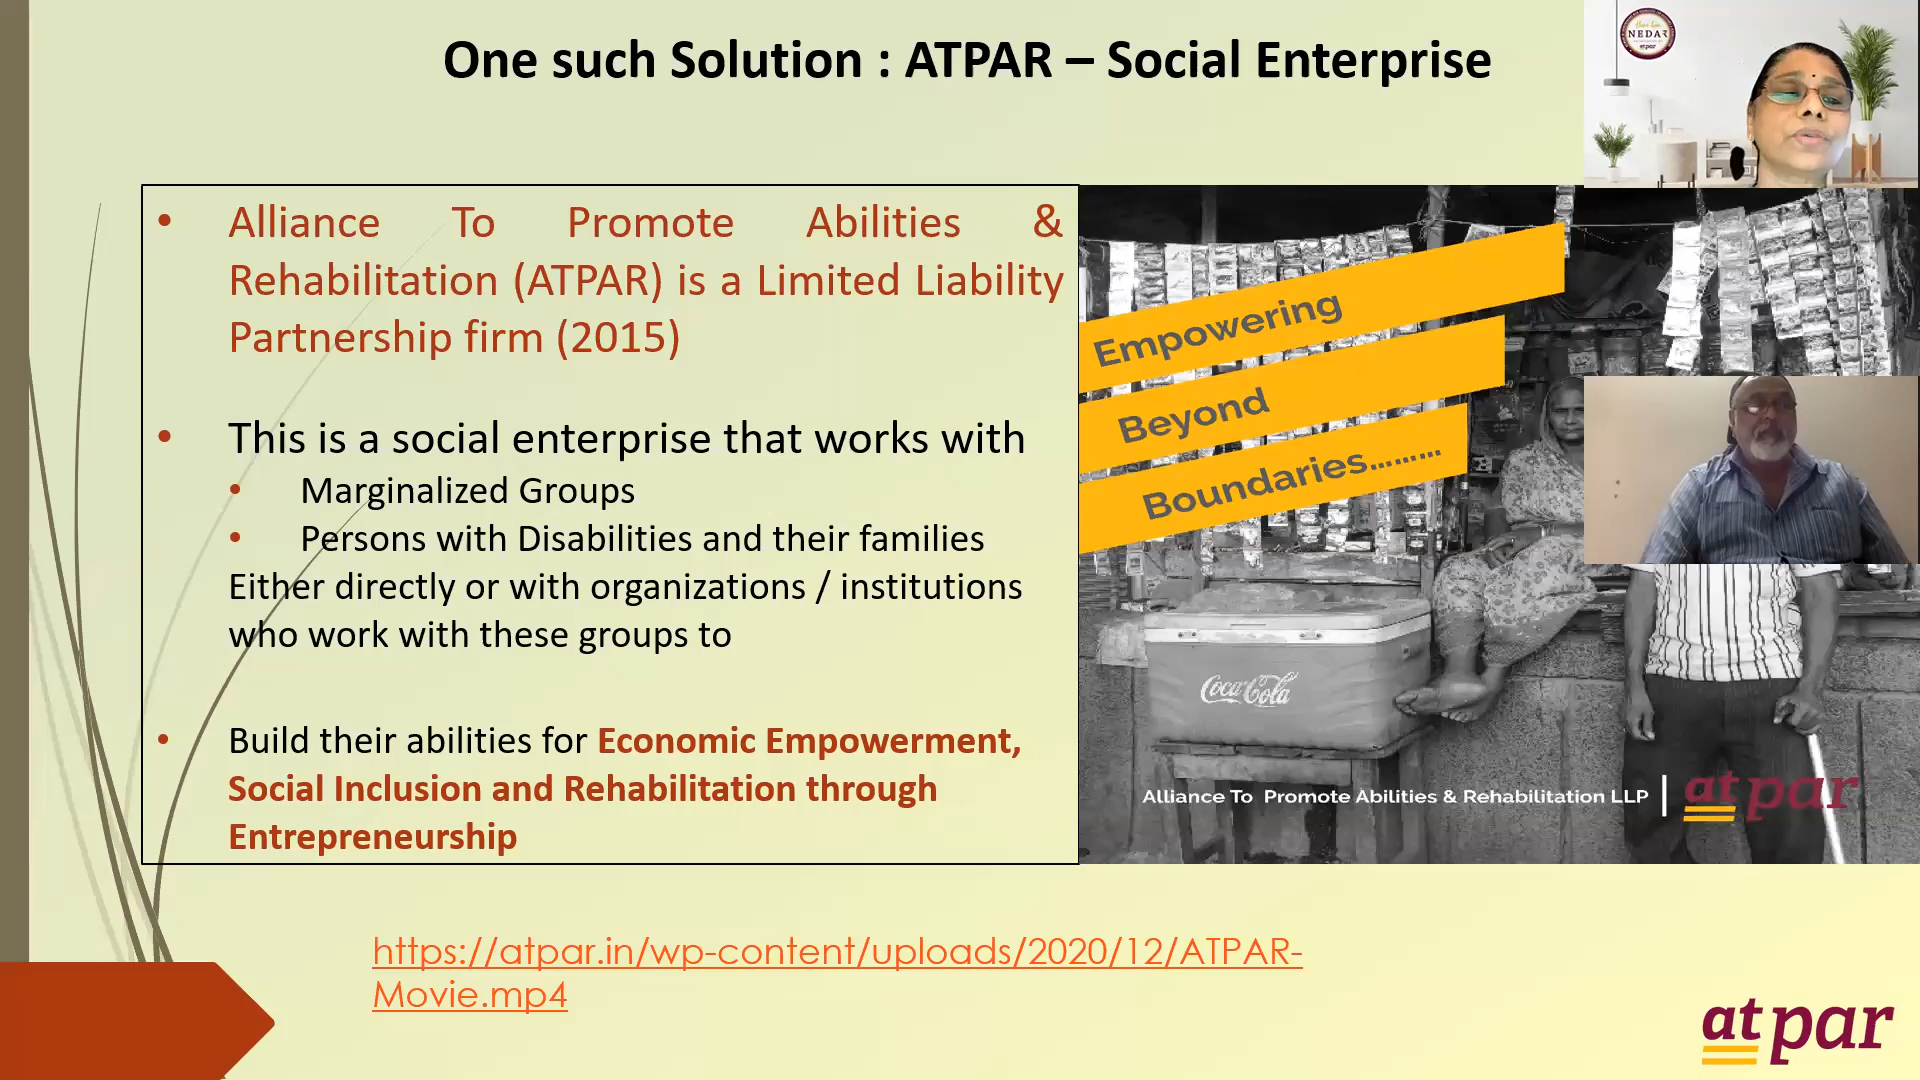 One such Solution : ATPAR – Social Enterprise
NEDAR
atpar
• Alliance To Promote Abilities &
Rehabilitation (ATPAR) is a Limited Liability
Partnership firm (2015)
• This is a social enterprise that works with
• Marginalized Groups
• Persons with Disabilities and their families
Either directly or with organizations / institutions
who work with these groups to
• Build their abilities for Economic Empowerment,
Social Inclusion and Rehabilitation through
Entrepreneurship
Empowering
Beyond
Boundaries.........
Coca-Cola
Alliance To Promote Abilities & Rehabilitation LLP | at par
https://atpar.in/wp-content/uploads/2020/12/ATPAR-
Movie.mp4
at par